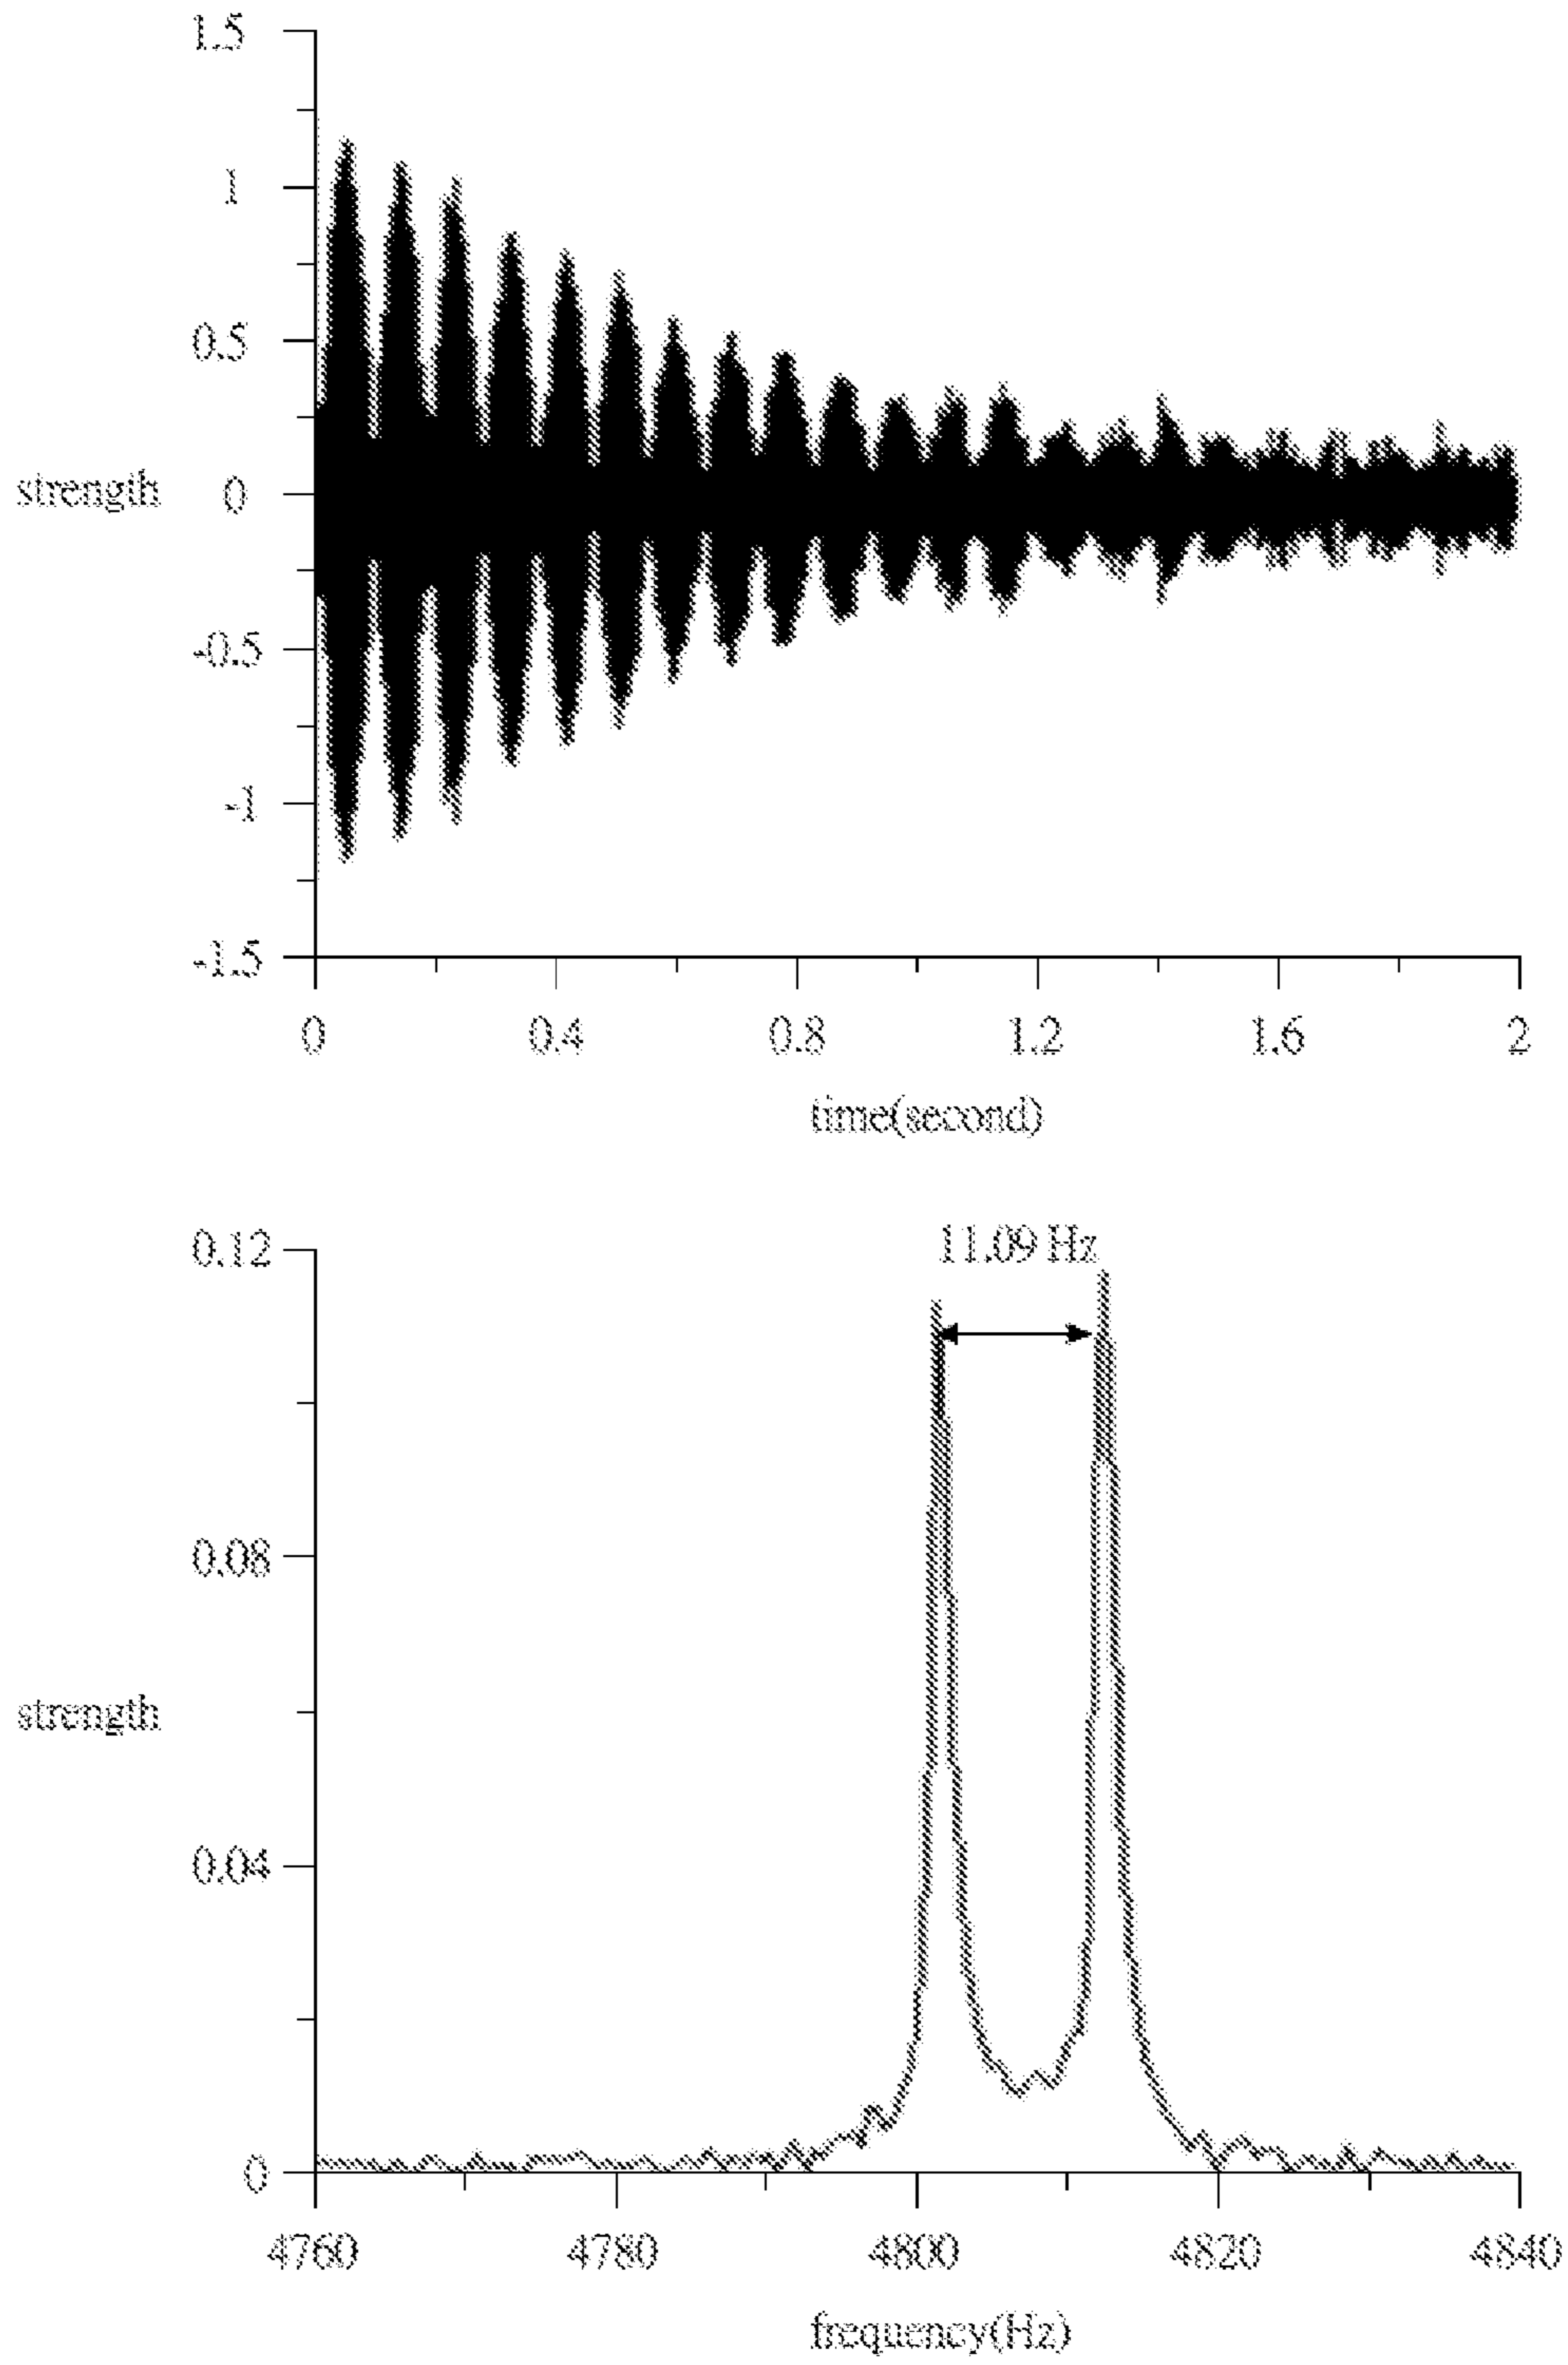 1.5
1
0.5
strength
0
-0.5
-1
-1.5
0 0.4 0.8 1.2 1.6 2
time(second)
0.12
11.09 Hz
0.08
strength
0.04
0
4760 4780 4800 4820 4840
frequency(Hz)